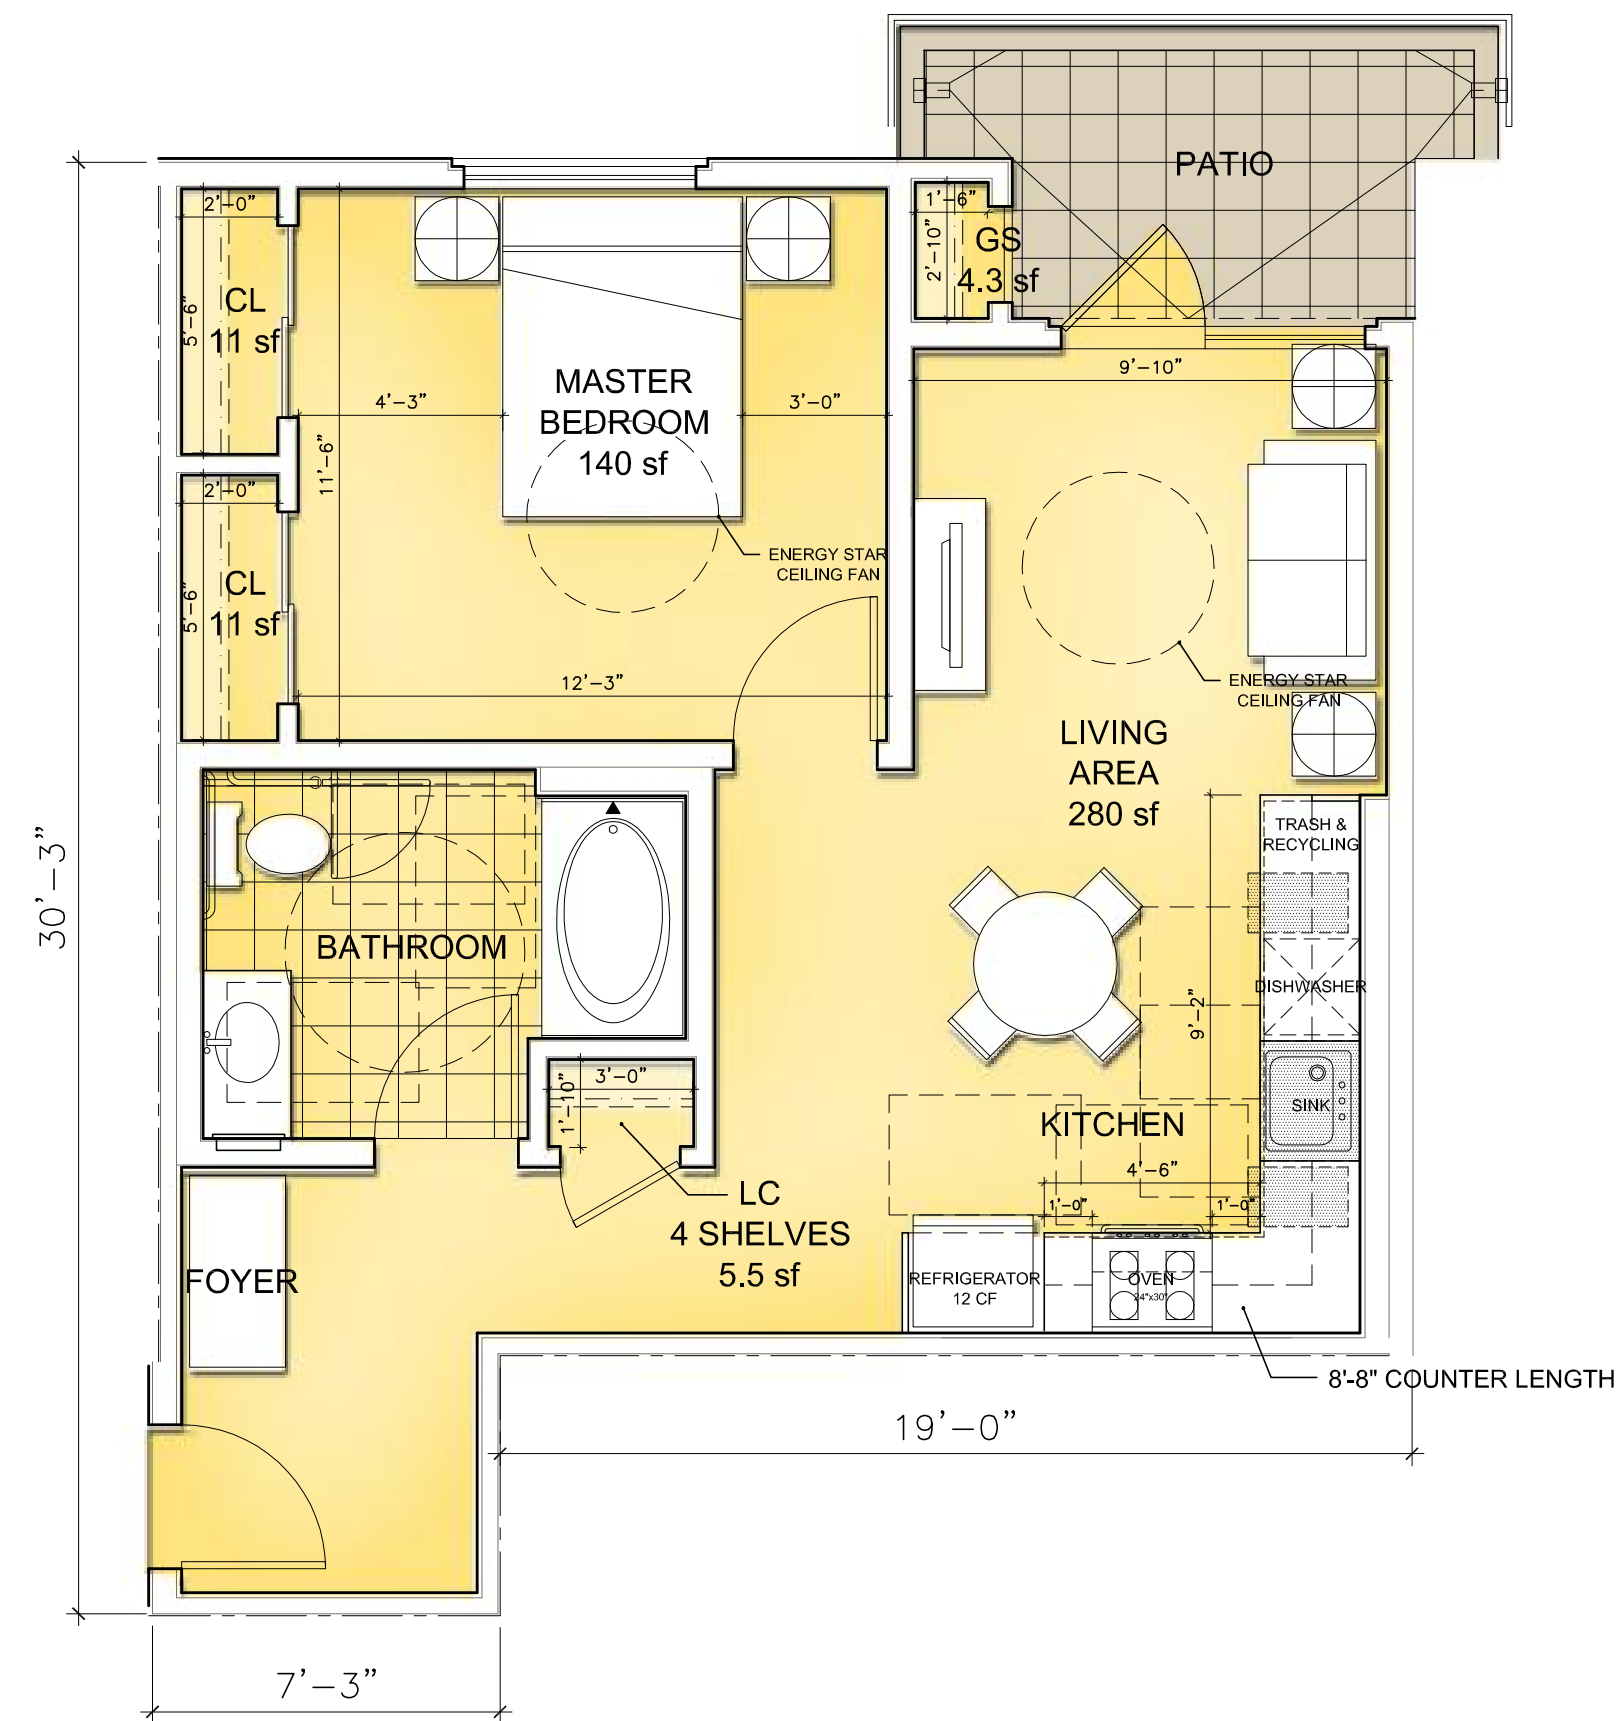 PATIO
2'-0"
1'-6"
2'-10"
GS
4.3 sf
5'-6"
CL
11 sf
9'-10"
MASTER
BEDROOM
140 sf
4'-3"
3'-0"
11'-6"
2'-0"
ENERGY STAR
CEILING FAN
5'-6"
CL
11 sf
12'-3"
ENERGY STAR
CEILING FAN
LIVING
AREA
280 sf
TRASH &
RECYCLING
30'-3"
BATHROOM
DISHWASHER
9'-2"
3'-0"
1'-10"
SINK
KITCHEN
4'-6"
1'-0"
1'-0"
LC
4 SHELVES
5.5 sf
FOYER
REFRIGERATOR
12 CF
OVEN
24"x30"
8'-8" COUNTER LENGTH
19'-0"
7'-3"